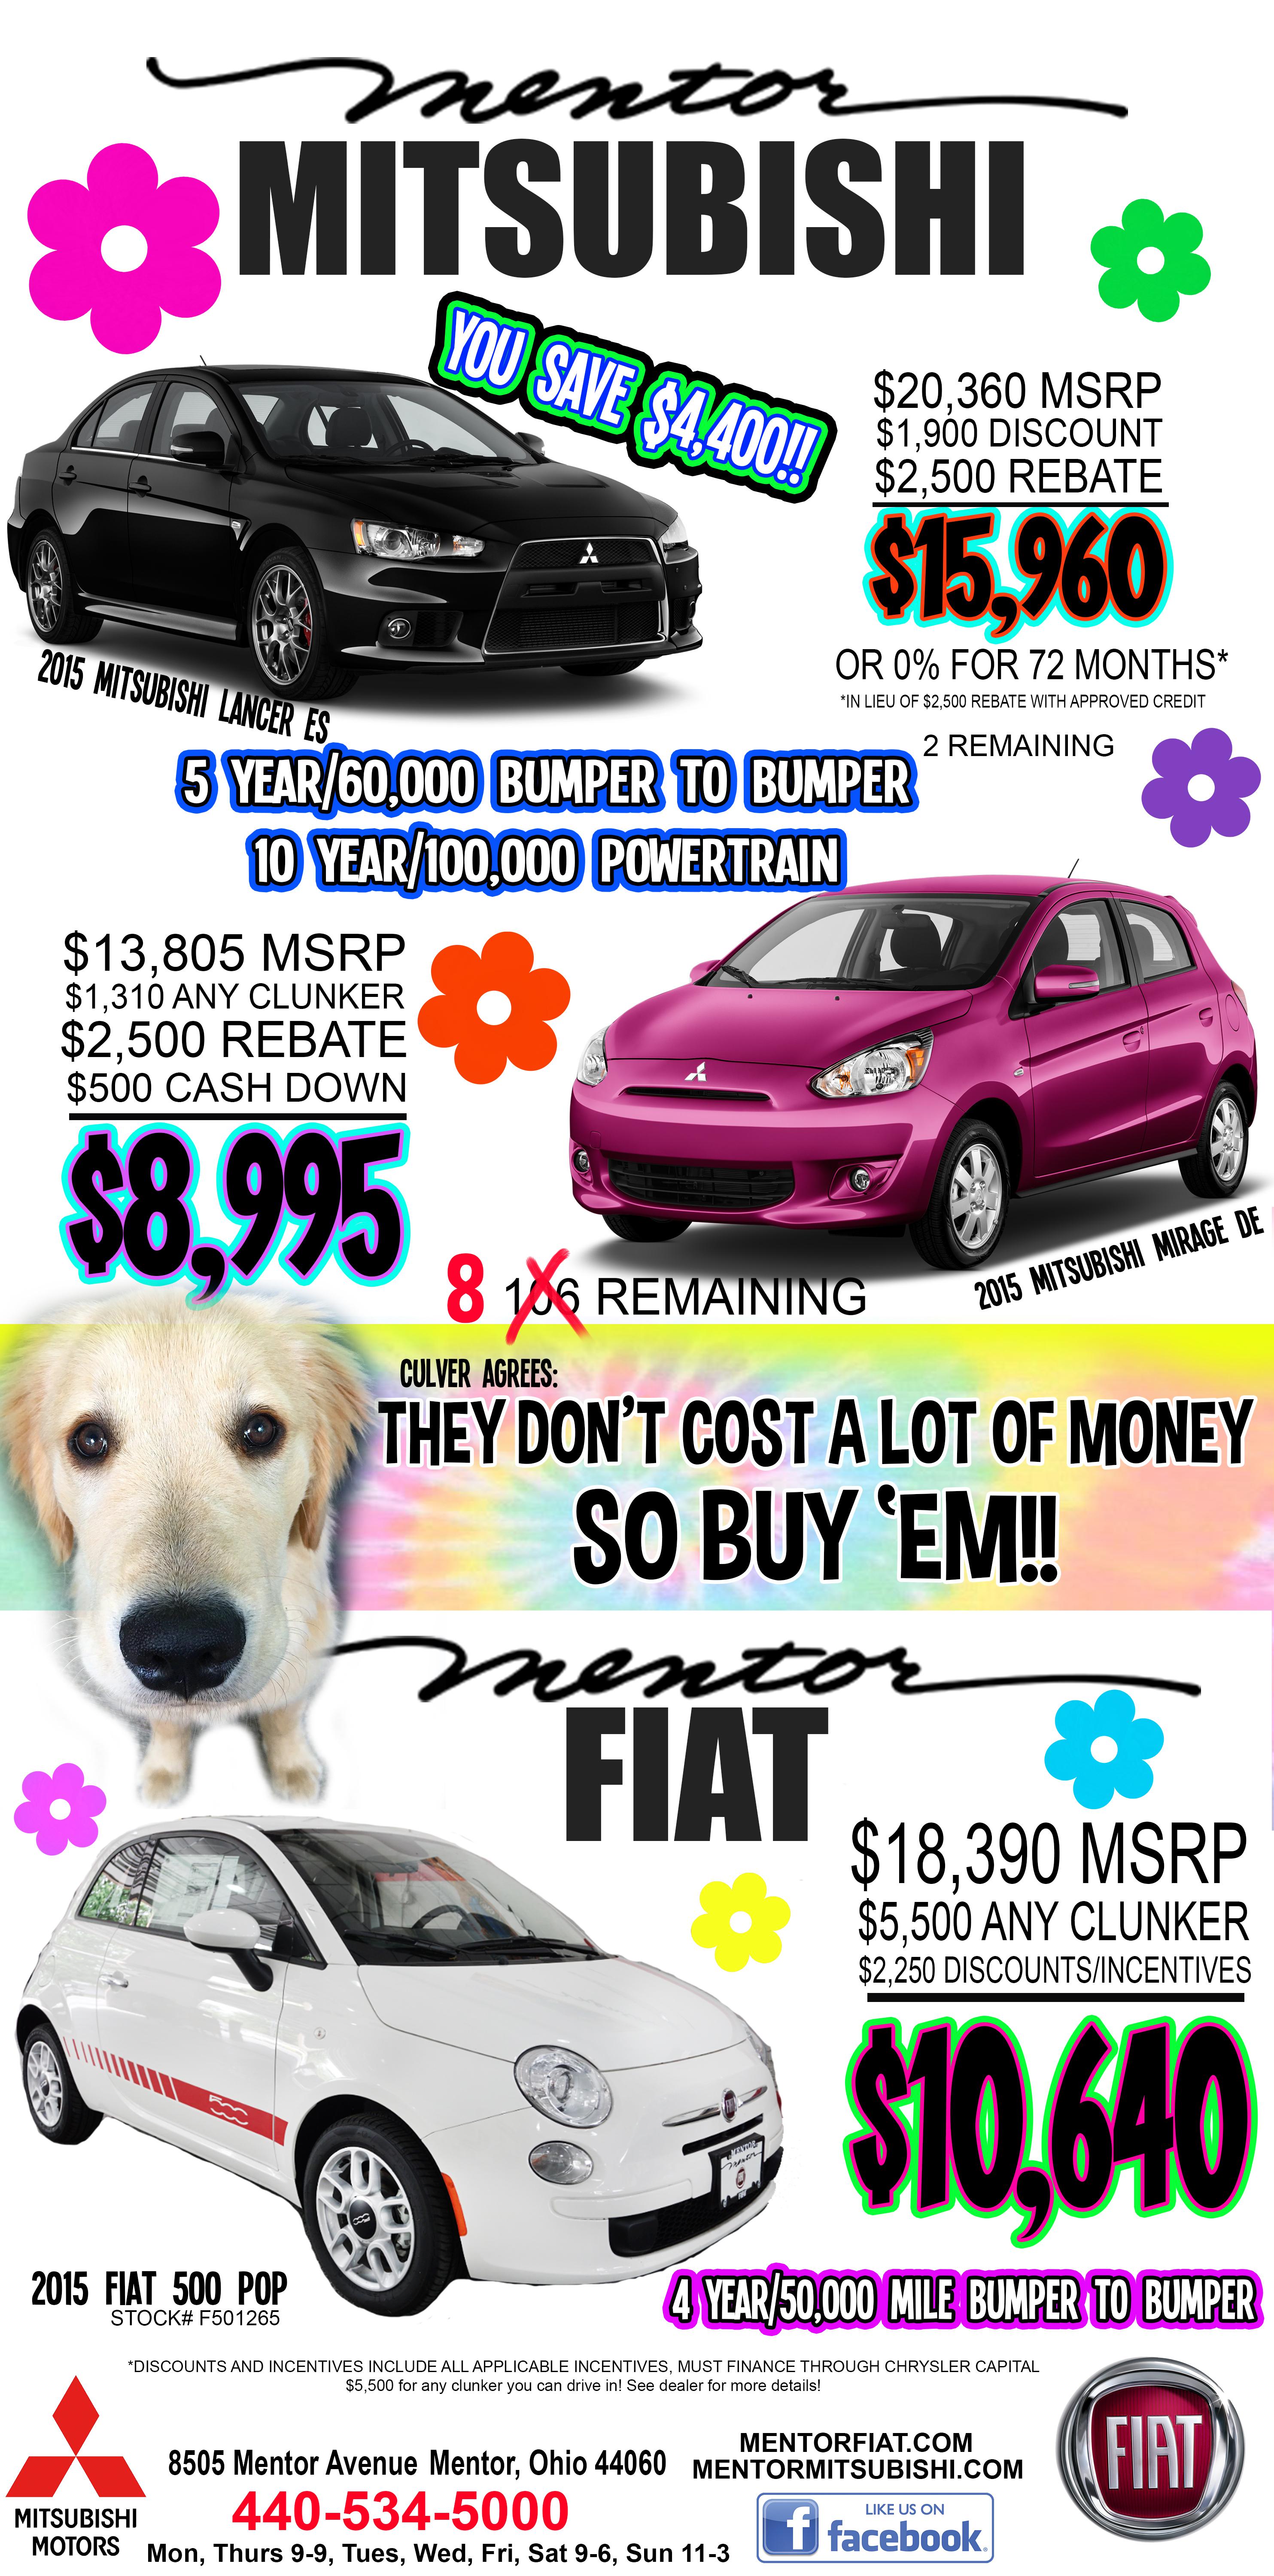 mentor
MITSUBISHI
YOU SAVE $4,400!!
$20,360 MSRP
$1,900 DISCOUNT
$2,500 REBATE
$15,960
OR 0% FOR 72 MONTHS*
*IN LIEU OF $2,500 REBATE WITH APPROVED CREDIT
2 REMAINING
2015 MITSUBISHI LANCER ES
5 YEAR/60,000 BUMPER TO BUMPER
10 YEAR/100,000 POWERTRAIN
$13,805 MSRP
$1,310 ANY CLUNKER
$2,500 REBATE
$500 CASH DOWN
$8,995
2015 MITSUBISHI MIRAGE DE
8 106 REMAINING
CULVER AGREES:
THEY DON'T COST A LOT OF MONEY
SO BUY 'EM!!
mentor
FIAT
$18,390 MSRP
$5,500 ANY CLUNKER
$2,250 DISCOUNTS/INCENTIVES
$10,640
500
FIAT
mentor
2015 FIAT 500 POP
STOCK# F501265
4 YEAR/50,000 MILE BUMPER TO BUMPER
*DISCOUNTS AND INCENTIVES INCLUDE ALL APPLICABLE INCENTIVES, MUST FINANCE THROUGH CHRYSLER CAPITAL
$5,500 for any clunker you can drive in! See dealer for more details!
MITSUBISHI
MOTORS
8505 Mentor Avenue Mentor, Ohio 44060
440-534-5000
Mon, Thurs 9-9, Tues, Wed, Fri, Sat 9-6, Sun 11-3
MENTORFIAT.COM
MENTORMITSUBISHI.COM
f LIKE US ON
facebook
FIAT